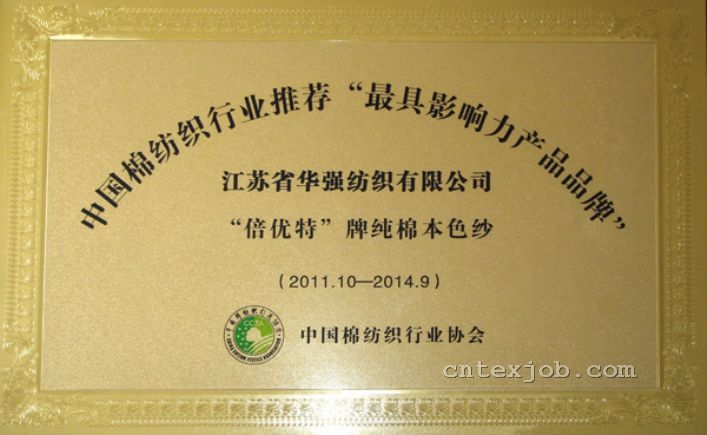 中国棉纺织行业推荐“最具影响力产品品牌”
江苏省华强纺织有限公司
“倍优特”牌纯棉本色纱
（2011.10—2014.9）
中国棉纺织行业协会
cntexjob.com